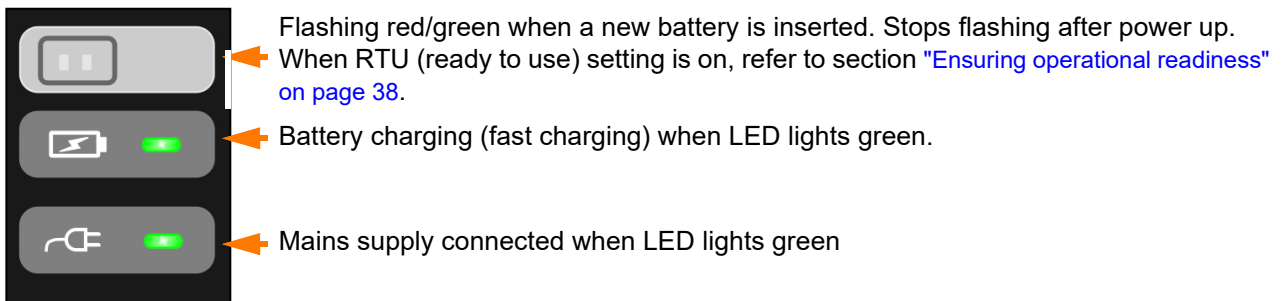 Flashing red/green when a new battery is inserted. Stops flashing after power up.
When RTU (ready to use) setting is on, refer to section "Ensuring operational readiness"
on page 38.
Battery charging (fast charging) when LED lights green.
Mains supply connected when LED lights green